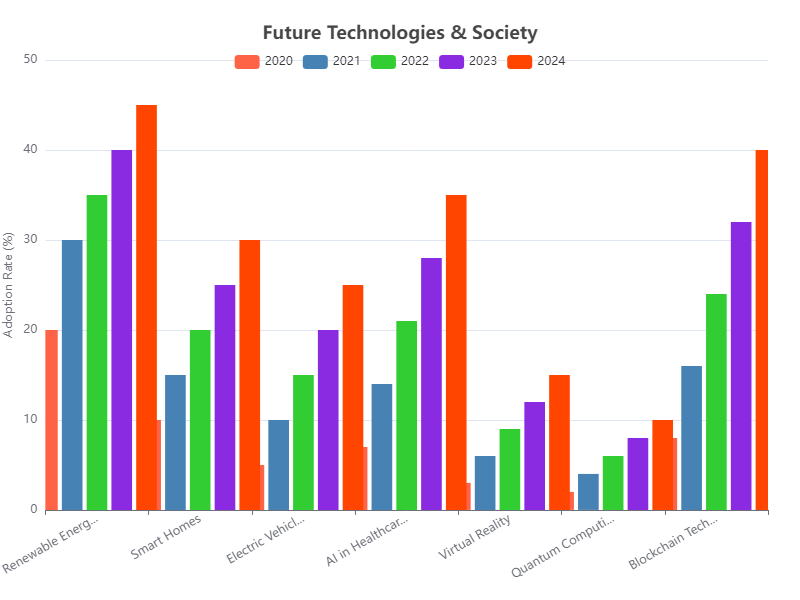 Future Technologies & Society
2020 2021 2022 2023 2024
Adoption Rate (%)
50
40
30
20
10
0
Renewable Energ...
Smart Homes
Electric Vehicl...
AI in Healthcar...
Virtual Reality
Quantum Computi...
Blockchain Tech...